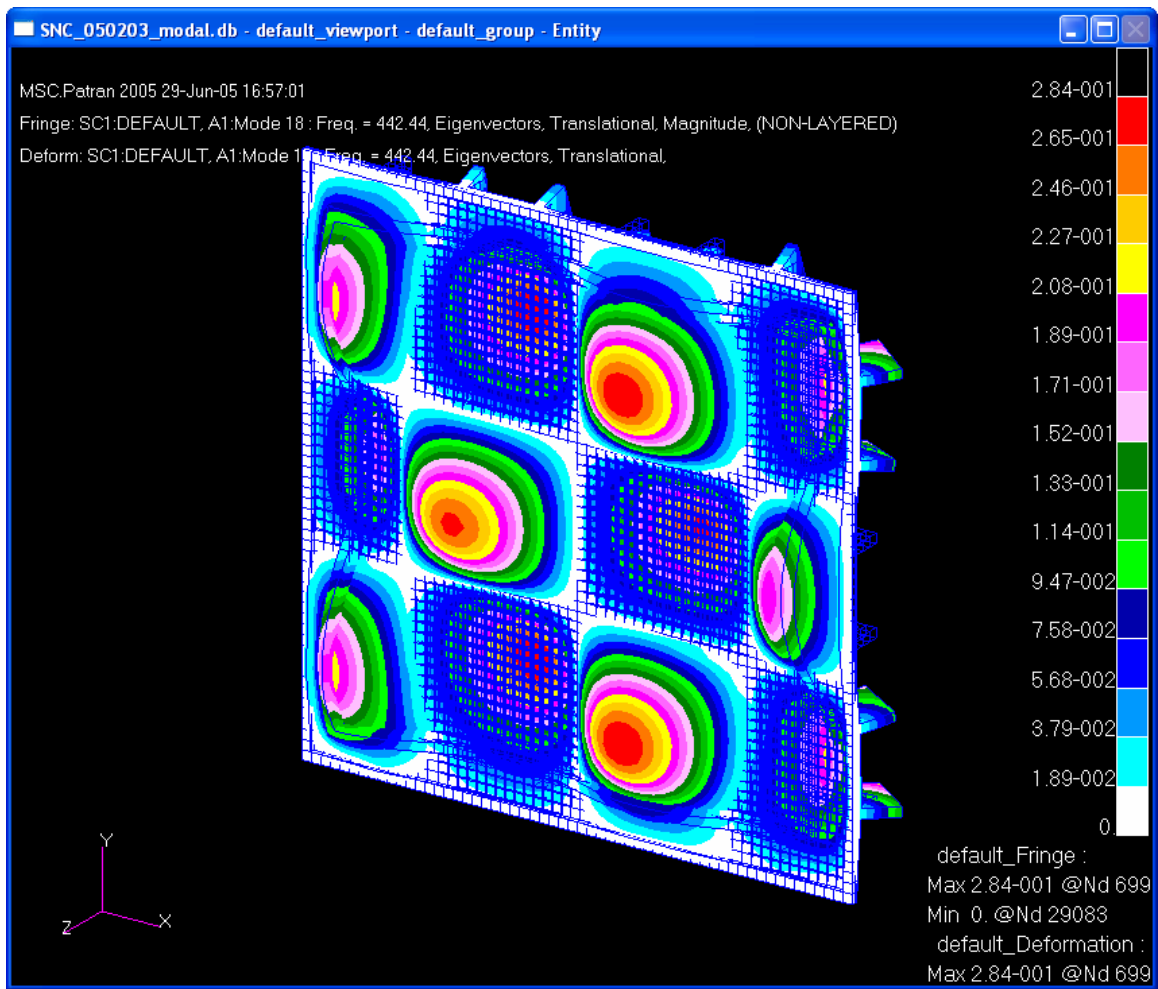 SNC_050203_modal.db - default_viewport - default_group - Entity
MSC.Patran 2005 29-Jun-05 16:57:01
Fringe: SC1:DEFAULT, A1:Mode 18 : Freq. = 442.44, Eigenvectors, Translational, Magnitude, (NON-LAYERED)
Deform: SC1:DEFAULT, A1:Mode 1 : Freq. = 442.44, Eigenvectors, Translational,
2.84-001
2.65-001
2.46-001
2.27-001
2.08-001
1.89-001
1.71-001
1.52-001
1.33-001
1.14-001
9.47-002
7.58-002
5.68-002
3.79-002
1.89-002
0.
default_Fringe :
Max 2.84-001 @Nd 699
Min 0. @Nd 29083
default_Deformation :
Max 2.84-001 @Nd 699
Y
Z
X